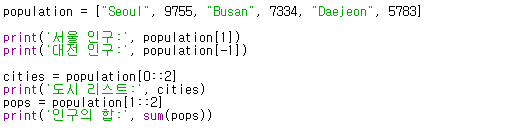 population = ["Seoul", 9755, "Busan", 7334, "Daejeon", 5783]
print('서울 인구:', population[1])
print('대전 인구:', population[-1])
cities = population[0::2]
print('도시 리스트:', cities)
pops = population[1::2]
print('인구의 합:', sum(pops))